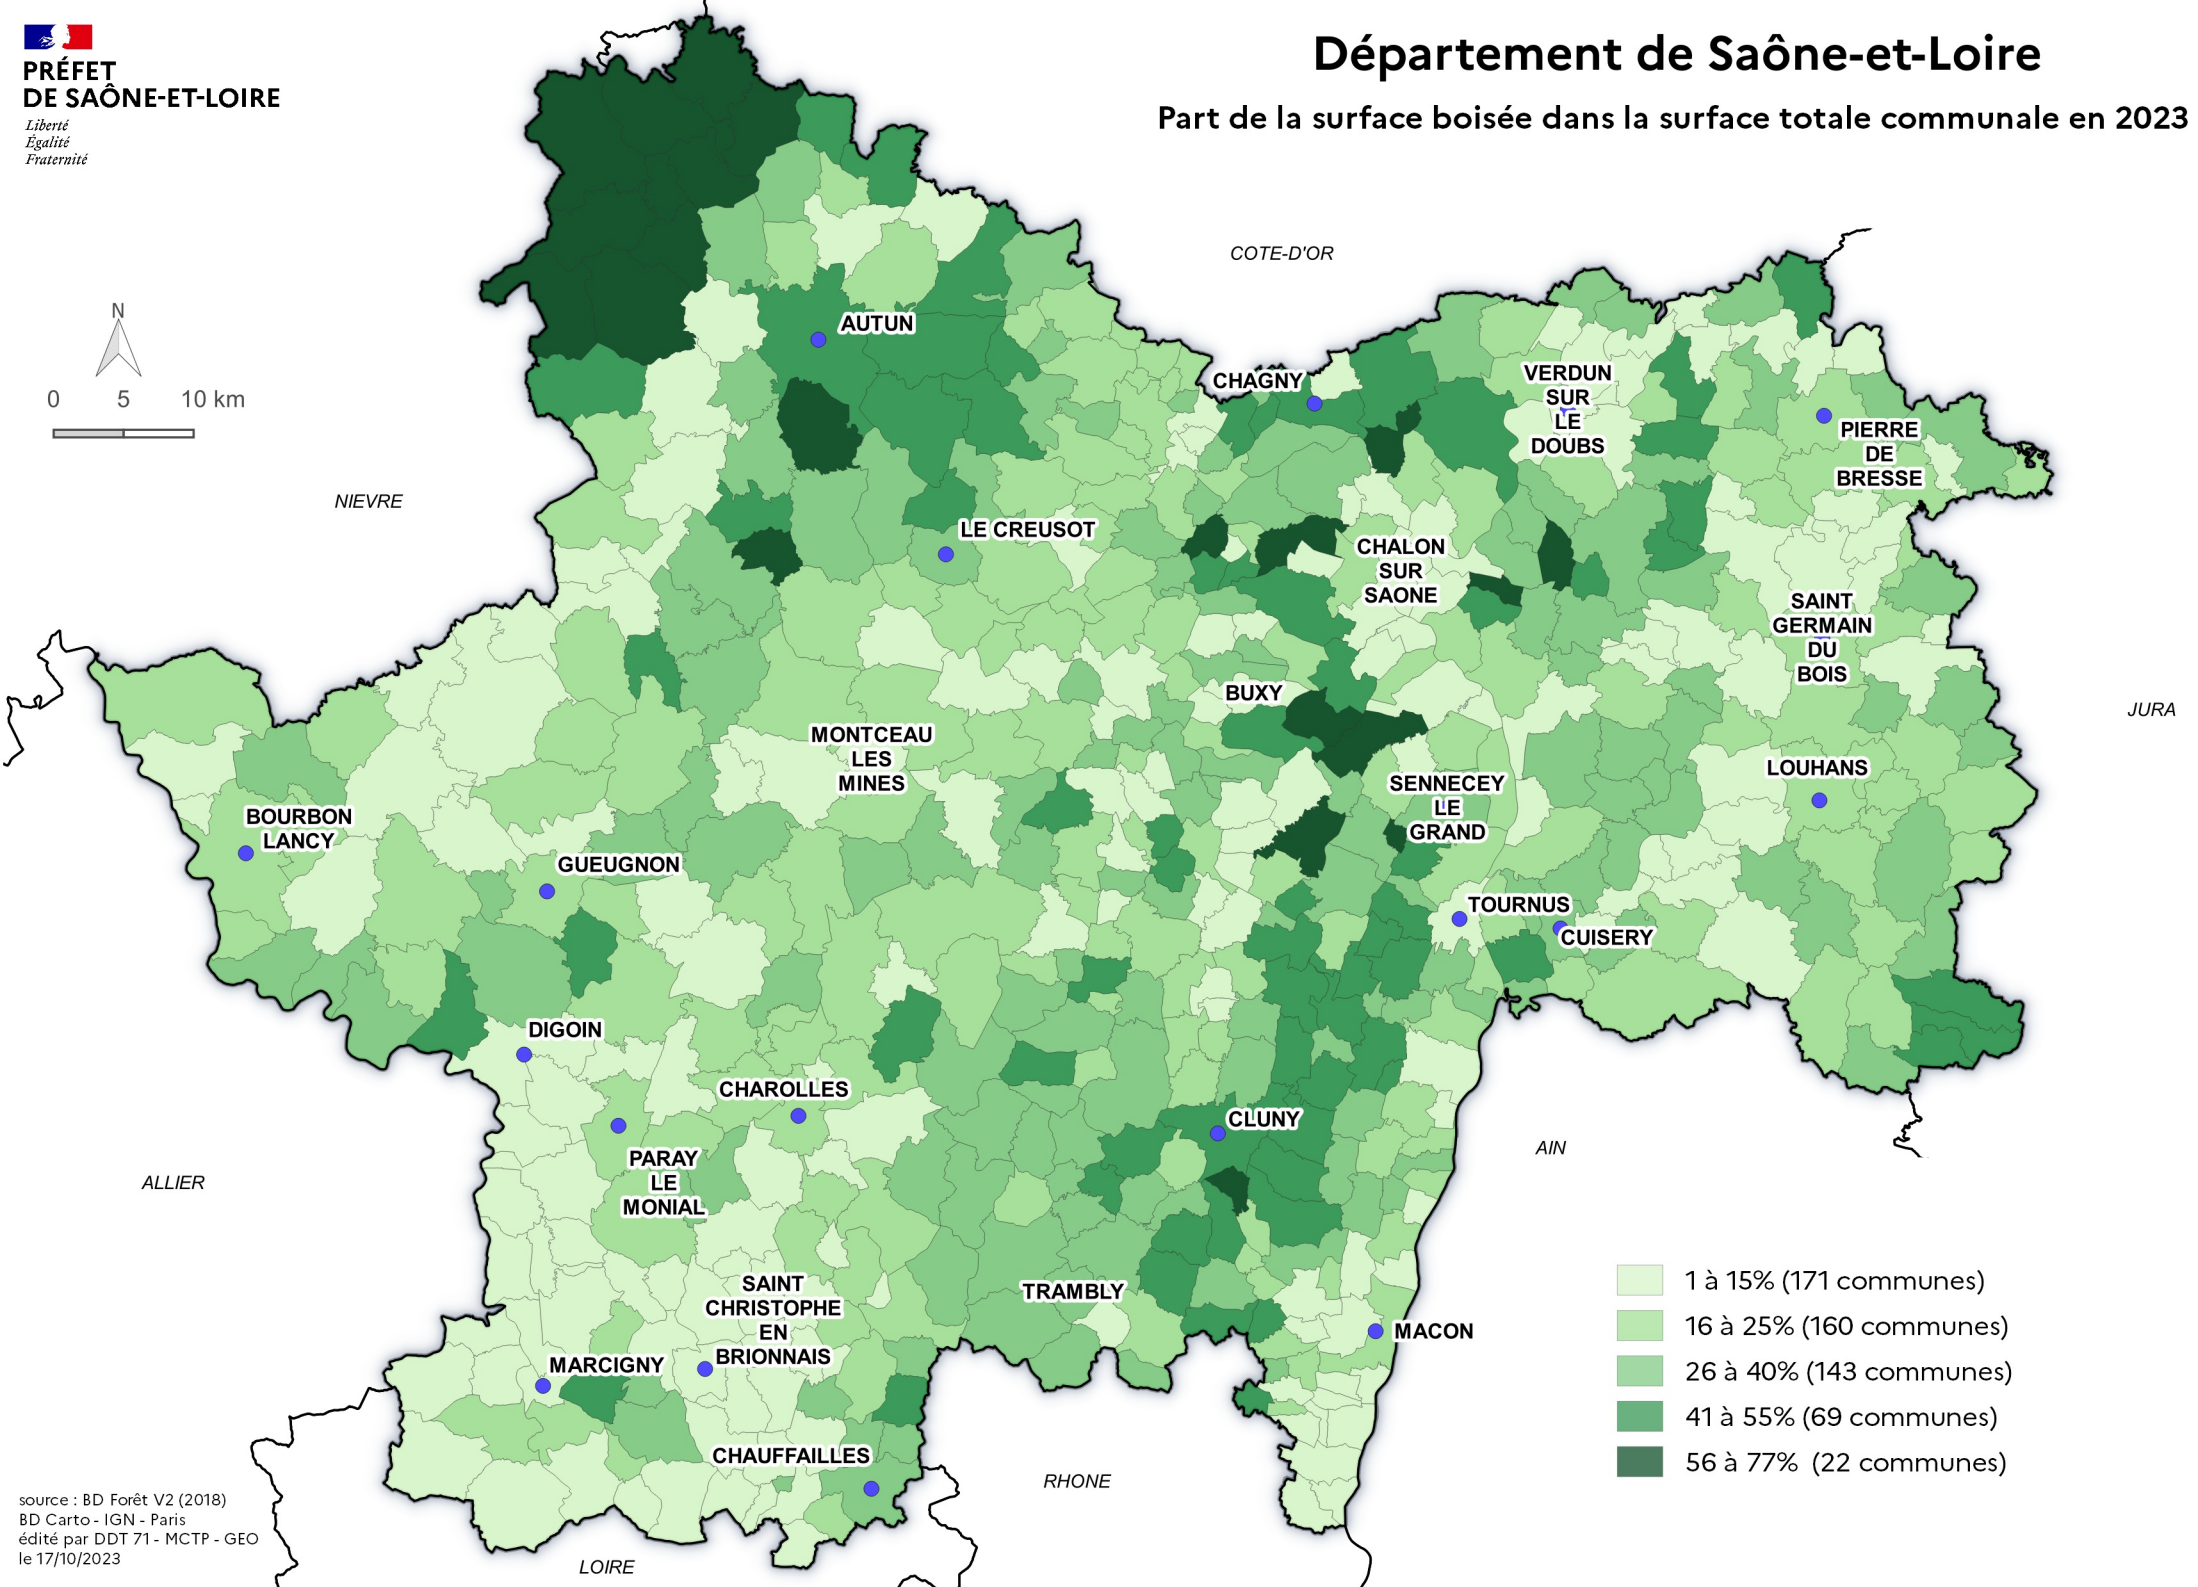 PRÉFET
DE SAÔNE-ET-LOIRE
Liberté
Égalité
Fraternité
Département de Saône-et-Loire
Part de la surface boisée dans la surface totale communale en 2023
N
0 5 10 km
COTE-D'OR
NIEVRE
JURA
ALLIER
AIN
RHONE
LOIRE
AUTUN
CHAGNY
VERDUN
SUR
LE
DOUBS
PIERRE
DE
BRESSE
LE CREUSOT
CHALON
SUR
SAONE
SAINT
GERMAIN
DU
BOIS
BUXY
MONTCEAU
LES
MINES
SENNECEY
LE
GRAND
LOUHANS
BOURBON
LANCY
GUEUGNON
TOURNUS
CUISERY
DIGOIN
CHAROLLES
CLUNY
PARAY
LE
MONIAL
SAINT
CHRISTOPHE
EN
BRIONNAIS
TRAMBLY
MACON
MARCIGNY
CHAUFFAILLES
1 à 15% (171 communes)
16 à 25% (160 communes)
26 à 40% (143 communes)
41 à 55% (69 communes)
56 à 77% (22 communes)
source : BD Forêt V2 (2018)
BD Carto - IGN - Paris
édité par DDT 71 - MCTP - GEO
le 17/10/2023